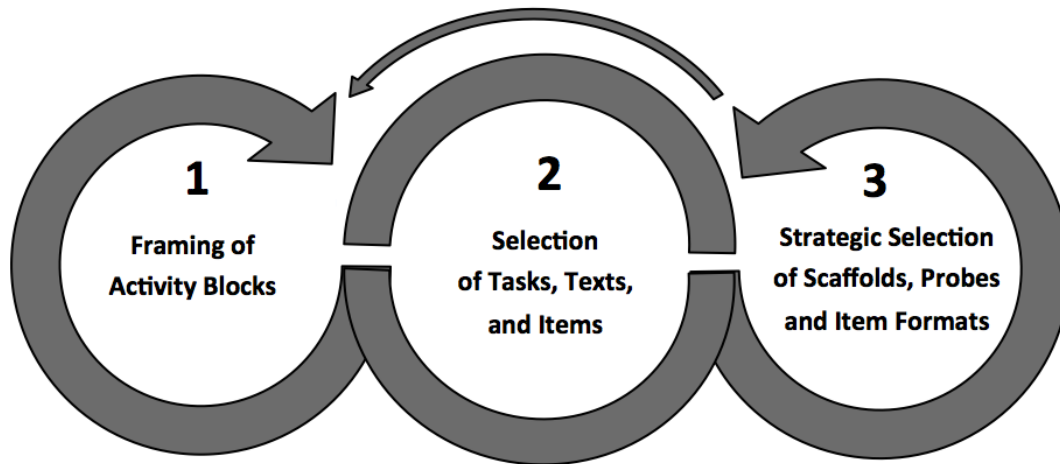 1
Framing of
Activity Blocks
2
Selection
of Tasks, Texts,
and Items
3
Strategic Selection
of Scaffolds, Probes
and Item Formats